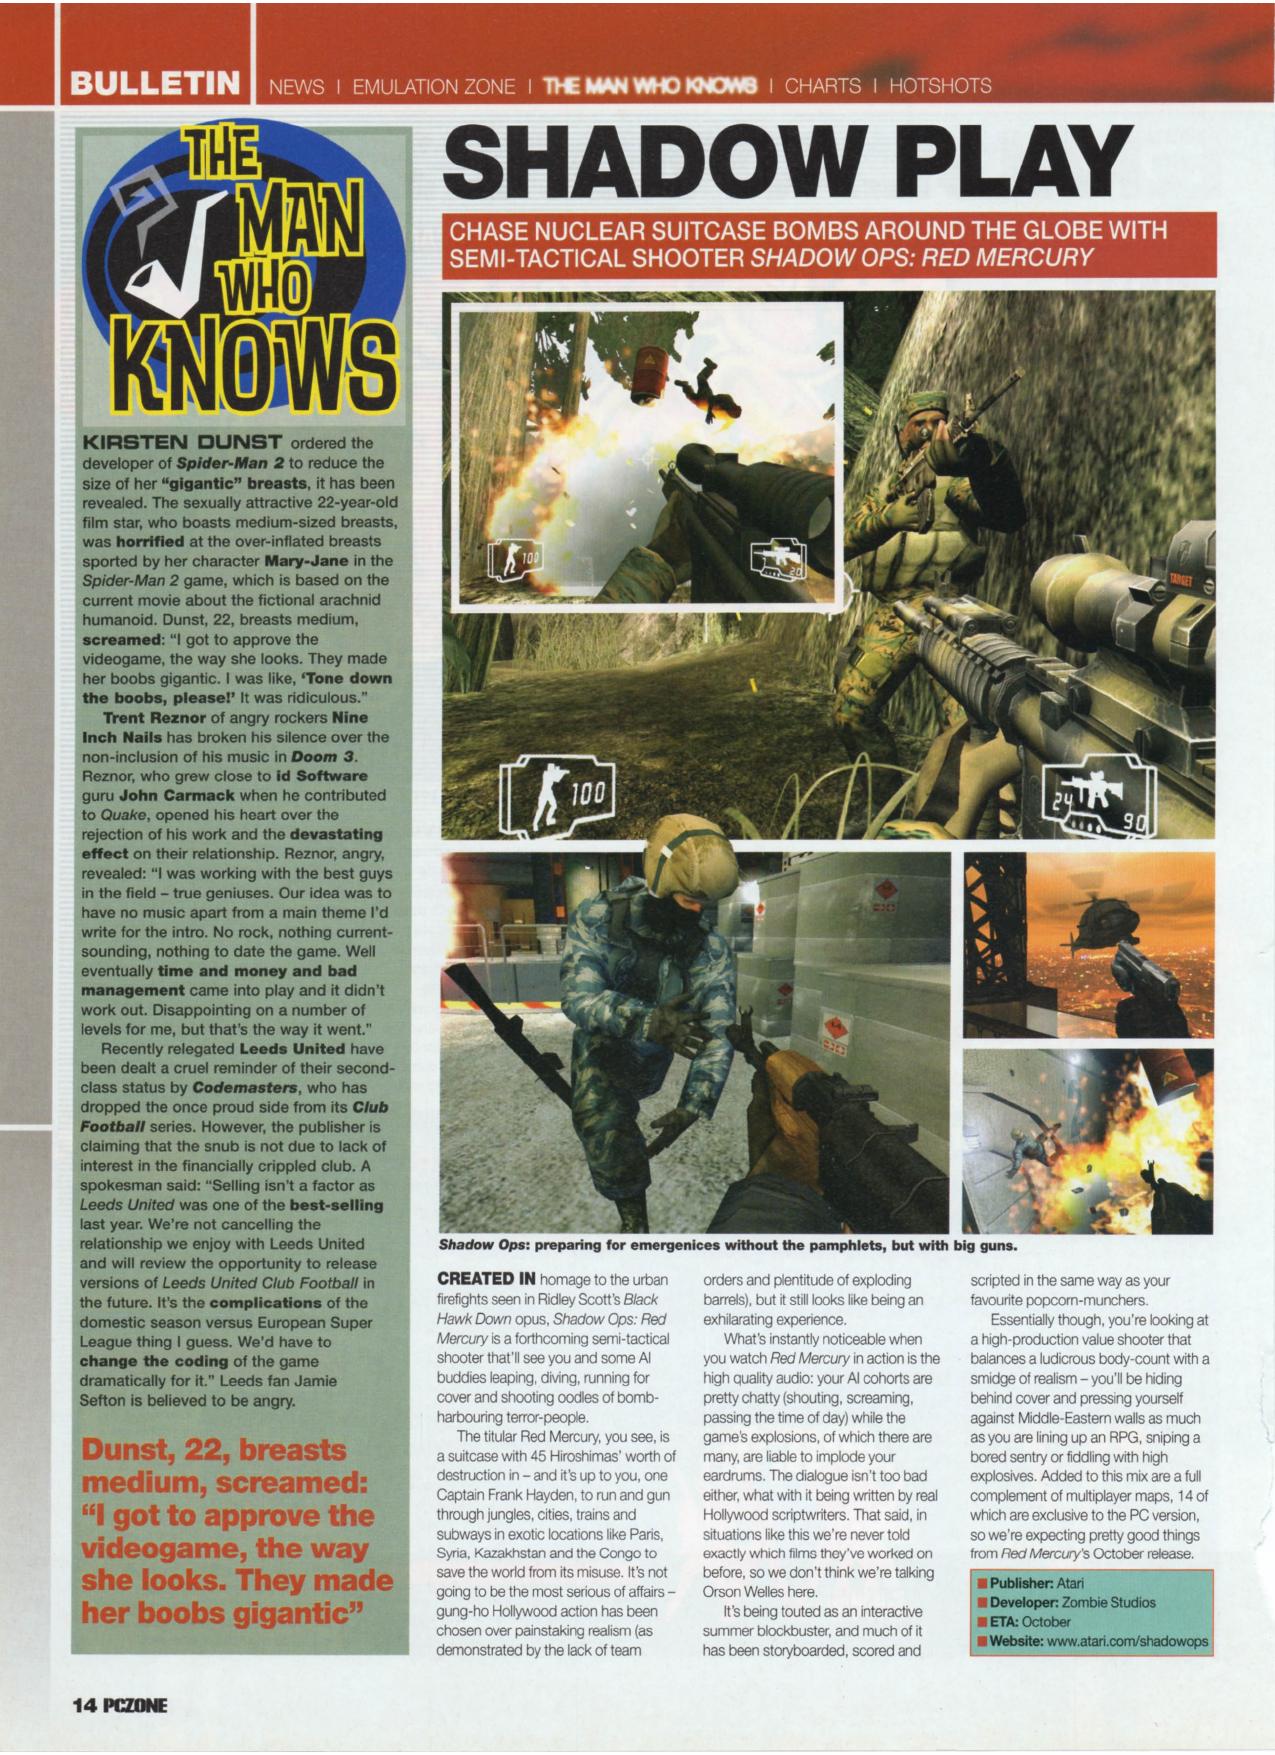 BULLETIN
NEWS | EMULATION ZONE | THE MAN WHO KNOWS | CHARTS | HOTSHOTS
THE
MAN
WHO
KNOWS
KIRSTEN DUNST ordered the
developer of Spider-Man 2 to reduce the
size of her “gigantic” breasts, it has been
revealed. The sexually attractive 22-year-old
film star, who boasts medium-sized breasts,
was horrified at the over-inflated breasts
sported by her character Mary-Jane in the
Spider-Man 2 game, which is based on the
current movie about the fictional arachnid
humanoid. Dunst, 22, breasts medium,
screamed: “I got to approve the
videogame, the way she looks. They made
her boobs gigantic. I was like, ‘Tone down
the boobs, please!’ It was ridiculous.”
Trent Reznor of angry rockers Nine
Inch Nails has broken his silence over the
non-inclusion of his music in Doom 3.
Reznor, who grew close to id Software
guru John Carmack when he contributed
to Quake, opened his heart over the
rejection of his work and the devastating
effect on their relationship. Reznor, angry,
revealed: “I was working with the best guys
in the field – true geniuses. Our idea was to
have no music apart from a main theme I’d
write for the intro. No rock, nothing current-
sounding, nothing to date the game. Well
eventually time and money and bad
management came into play and it didn’t
work out. Disappointing on a number of
levels for me, but that’s the way it went.”
Recently relegated Leeds United have
been dealt a cruel reminder of their second-
class status by Codemasters, who has
dropped the once proud side from its Club
Football series. However, the publisher is
claiming that the snub is not due to lack of
interest in the financially crippled club. A
spokesman said: “Selling isn’t a factor as
Leeds United was one of the best-selling
last year. We’re not cancelling the
relationship we enjoy with Leeds United
and will review the opportunity to release
versions of Leeds United Club Football in
the future. It’s the complications of the
domestic season versus European Super
League thing I guess. We’d have to
change the coding of the game
dramatically for it.” Leeds fan Jamie
Sefton is believed to be angry.
Dunst, 22, breasts
medium, screamed:
“I got to approve the
videogame, the way
she looks. They made
her boobs gigantic”
SHADOW PLAY
CHASE NUCLEAR SUITCASE BOMBS AROUND THE GLOBE WITH
SEMI-TACTICAL SHOOTER SHADOW OPS: RED MERCURY
100
20
TARGET
100
24
90
Shadow Ops: preparing for emergenices without the pamphlets, but with big guns.
CREATED IN homage to the urban
firefights seen in Ridley Scott’s Black
Hawk Down opus, Shadow Ops: Red
Mercury is a forthcoming semi-tactical
shooter that’ll see you and some AI
buddies leaping, diving, running for
cover and shooting oodles of bomb-
harbouring terror-people.
The titular Red Mercury, you see, is
a suitcase with 45 Hiroshimas’ worth of
destruction in – and it’s up to you, one
Captain Frank Hayden, to run and gun
through jungles, cities, trains and
subways in exotic locations like Paris,
Syria, Kazakhstan and the Congo to
save the world from its misuse. It’s not
going to be the most serious of affairs –
gung-ho Hollywood action has been
chosen over painstaking realism (as
demonstrated by the lack of team
orders and plentitude of exploding
barrels), but it still looks like being an
exhilarating experience.
What’s instantly noticeable when
you watch Red Mercury in action is the
high quality audio: your AI cohorts are
pretty chatty (shouting, screaming,
passing the time of day) while the
game’s explosions, of which there are
many, are liable to implode your
eardrums. The dialogue isn’t too bad
either, what with it being written by real
Hollywood scriptwriters. That said, in
situations like this we’re never told
exactly which films they’ve worked on
before, so we don’t think we’re talking
Orson Welles here.
It’s being touted as an interactive
summer blockbuster, and much of it
has been storyboarded, scored and
scripted in the same way as your
favourite popcorn-munchers.
Essentially though, you’re looking at
a high-production value shooter that
balances a ludicrous body-count with a
smidge of realism – you’ll be hiding
behind cover and pressing yourself
against Middle-Eastern walls as much
as you are lining up an RPG, sniping a
bored sentry or fiddling with high
explosives. Added to this mix are a full
complement of multiplayer maps, 14 of
which are exclusive to the PC version,
so we’re expecting pretty good things
from Red Mercury’s October release.
Publisher: Atari
Developer: Zombie Studios
ETA: October
Website: www.atari.com/shadowops
14 PCZONE